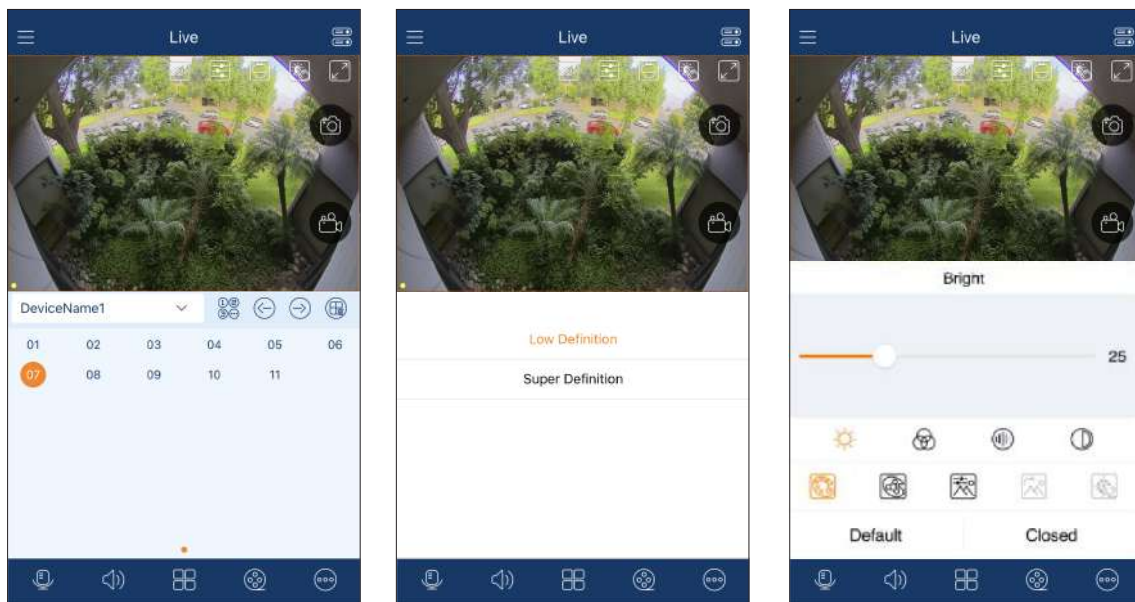 Live
DeviceName1
01 02 03 04 05 06
07 08 09 10 11
Live
Low Definition
Super Definition
Live
Bright
25
Default Closed